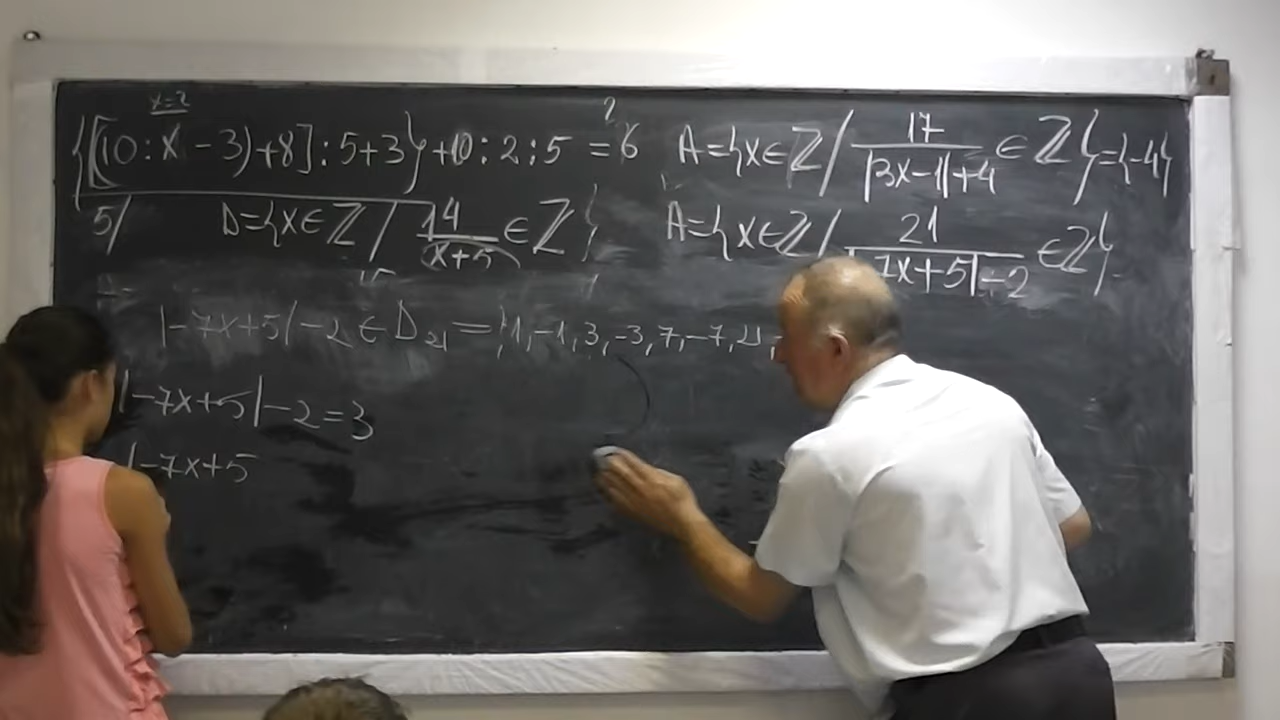 x=2
{[(10:x-3)+8]:5+3}+10:2:5 =? 6
5/ D={x∈ℤ/ 14/(x+5) ∈ℤ}
A={x∈ℤ/ 17/(|3x-1|+4) ∈ℤ}={-4}
A={x∈ℤ/ 21/(|-7x+5|-2) ∈ℤ}
|-7x+5|-2∈D21={1,-1,3,-3,7,-7,21,-
|-7x+5|-2=3
|-7x+5